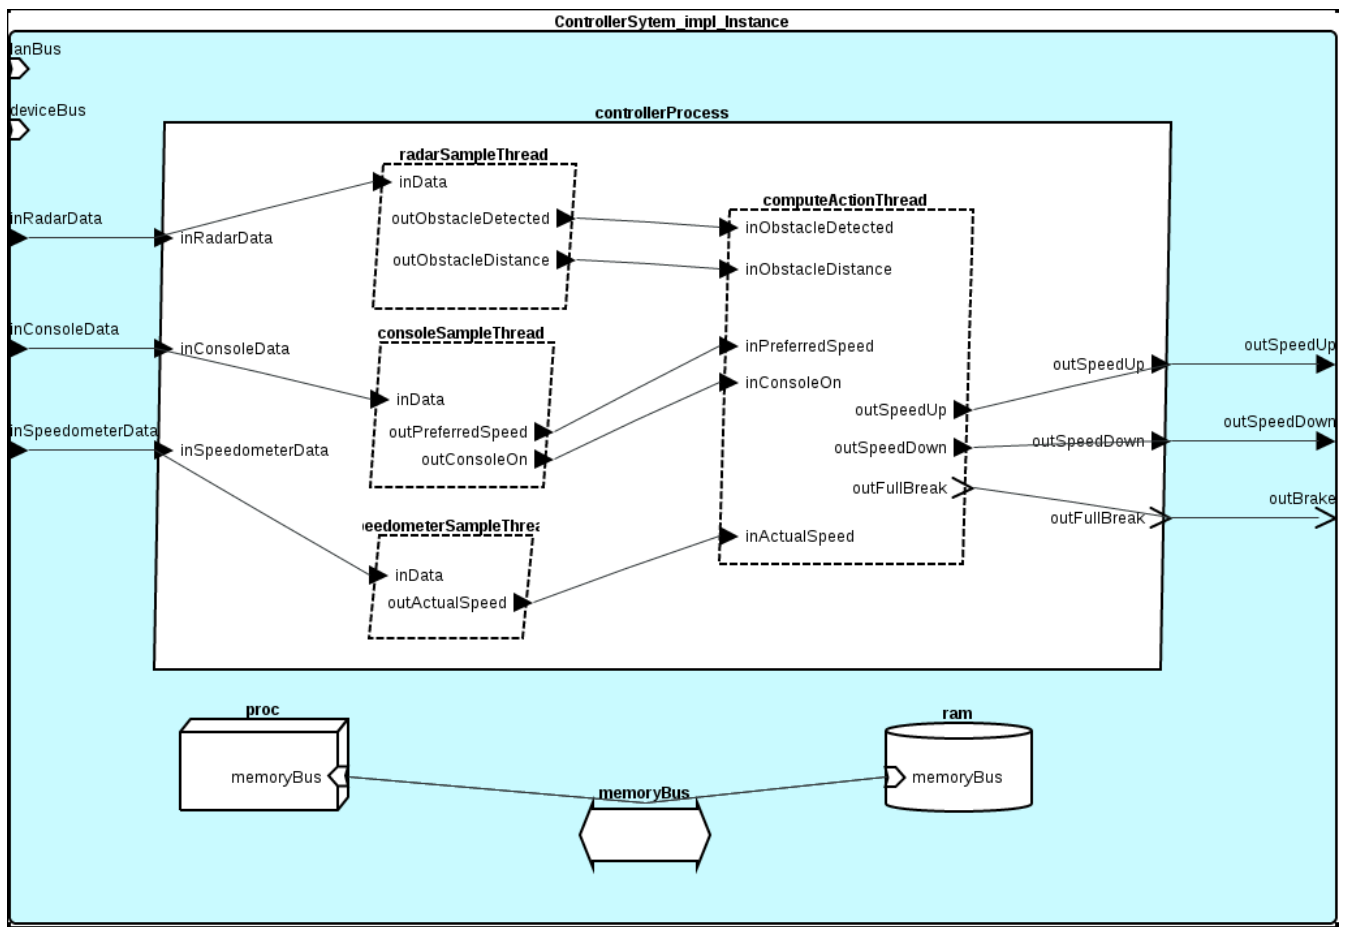 ControllerSytem_impl_Instance
lanBus
deviceBus
controllerProcess
radarSampleThread
inData
outObstacleDetected
outObstacleDistance
computeActionThread
inObstacleDetected
inObstacleDistance
inRadarData
inRadarData
consoleSampleThread
inData
outPreferredSpeed
outConsoleOn
inConsoleData
inConsoleData
inPreferredSpeed
inConsoleOn
outSpeedUp
outSpeedDown
outFullBreak
inActualSpeed
outSpeedUp
outSpeedUp
outSpeedDown
outSpeedDown
outFullBreak
outBrake
inSpeedometerData
inSpeedometerData
eedometerSampleThrea
inData
outActualSpeed
proc
memoryBus
memoryBus
ram
memoryBus